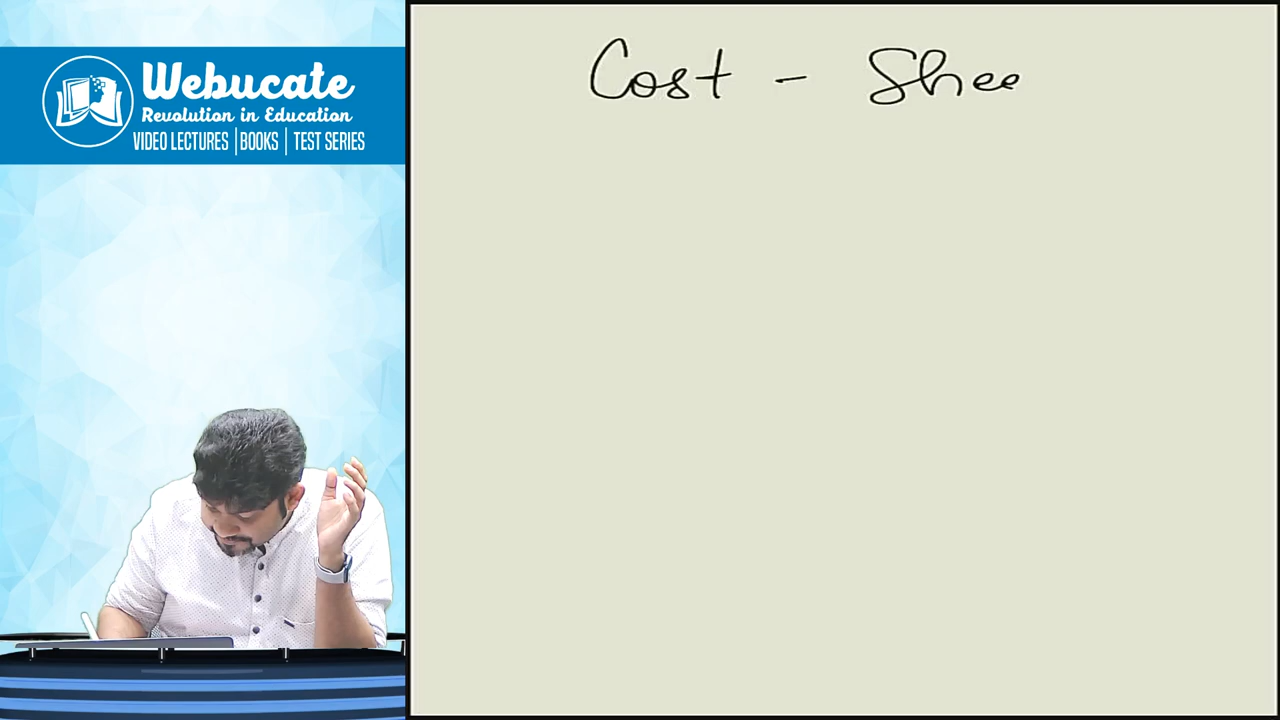 Webucate
Revolution in Education
VIDEO LECTURES | BOOKS | TEST SERIES
Cost - Shee